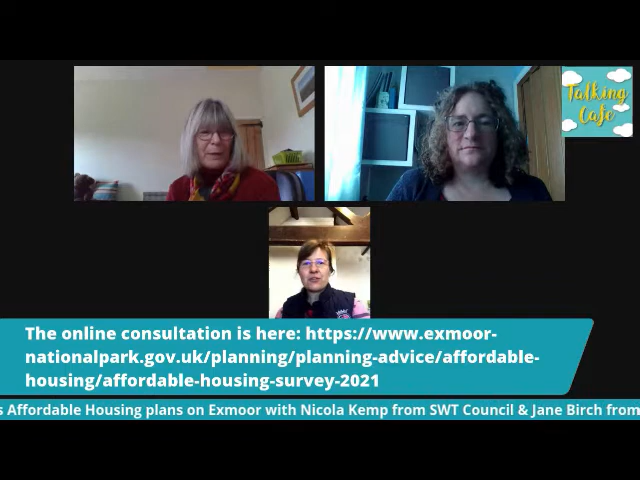 Talking
Cafe
The online consultation is here: https://www.exmoor-
nationalpark.gov.uk/planning/planning-advice/affordable-
housing/affordable-housing-survey-2021
s Affordable Housing plans on Exmoor with Nicola Kemp from SWT Council & Jane Birch from